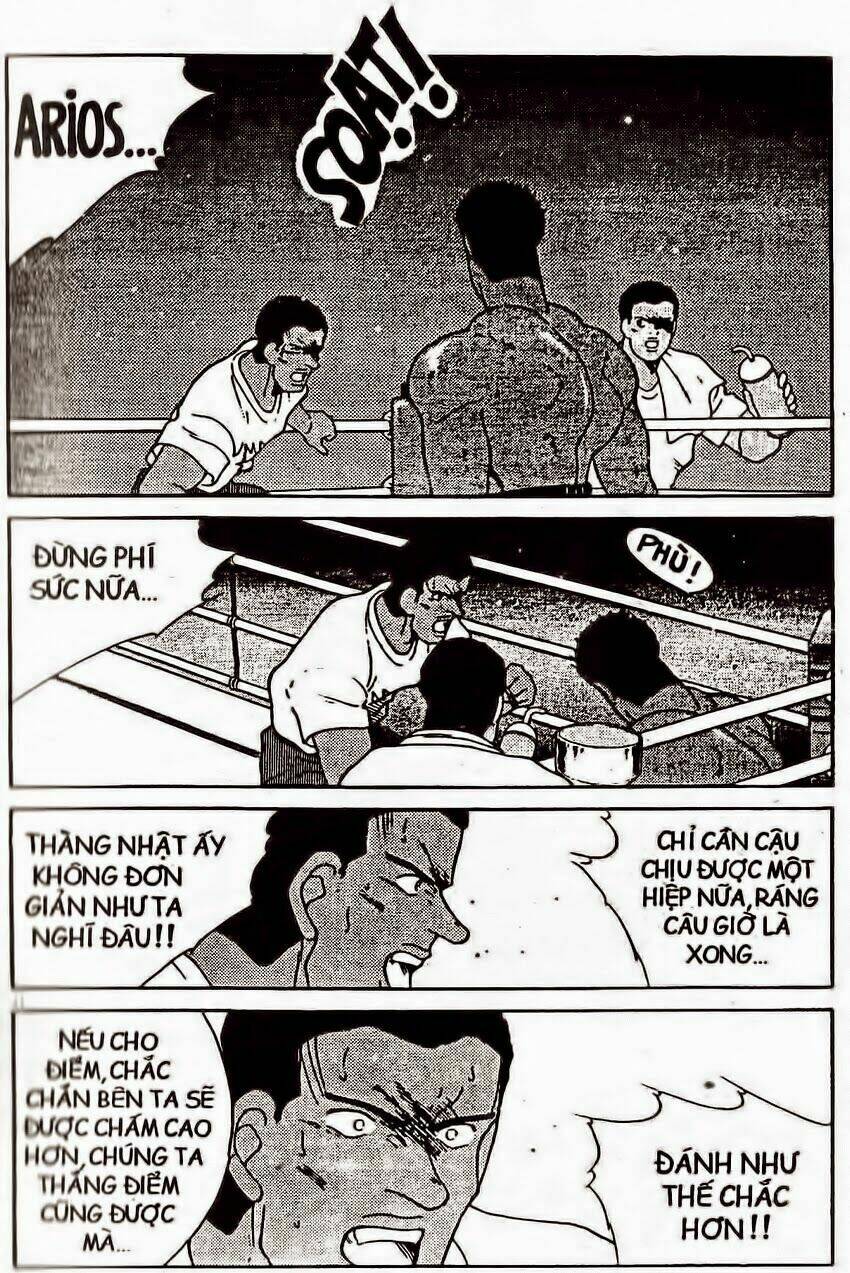 ARIOS...
SOẠT!
ĐỪNG PHÍ
SỨC NỮA...
PHÙ!
THẰNG NHẬT ẤY
KHÔNG ĐƠN
GIẢN NHƯ TA
NGHĨ ĐÂU!!
CHỈ CẦN CẬU
CHỊU ĐƯỢC MỘT
HIỆP NỮA, RÁNG
CÂU GIỜ LÀ
XONG...
NẾU CHO
ĐIỂM, CHẮC
CHẮN BÊN TA SẼ
ĐƯỢC CHẤM CAO
HƠN, CHÚNG TA
THẮNG ĐIỂM
CŨNG ĐƯỢC
MÀ...
ĐÁNH NHƯ
THẾ CHẮC
HƠN!!